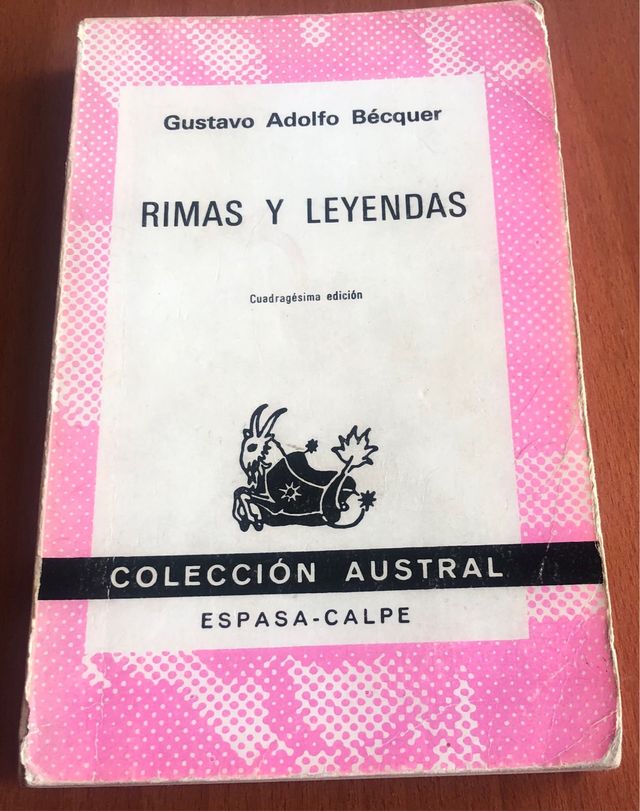 Gustavo Adolfo Bécquer
RIMAS Y LEYENDAS
Cuadragésima edición
COLECCIÓN AUSTRAL
ESPASA-CALPE